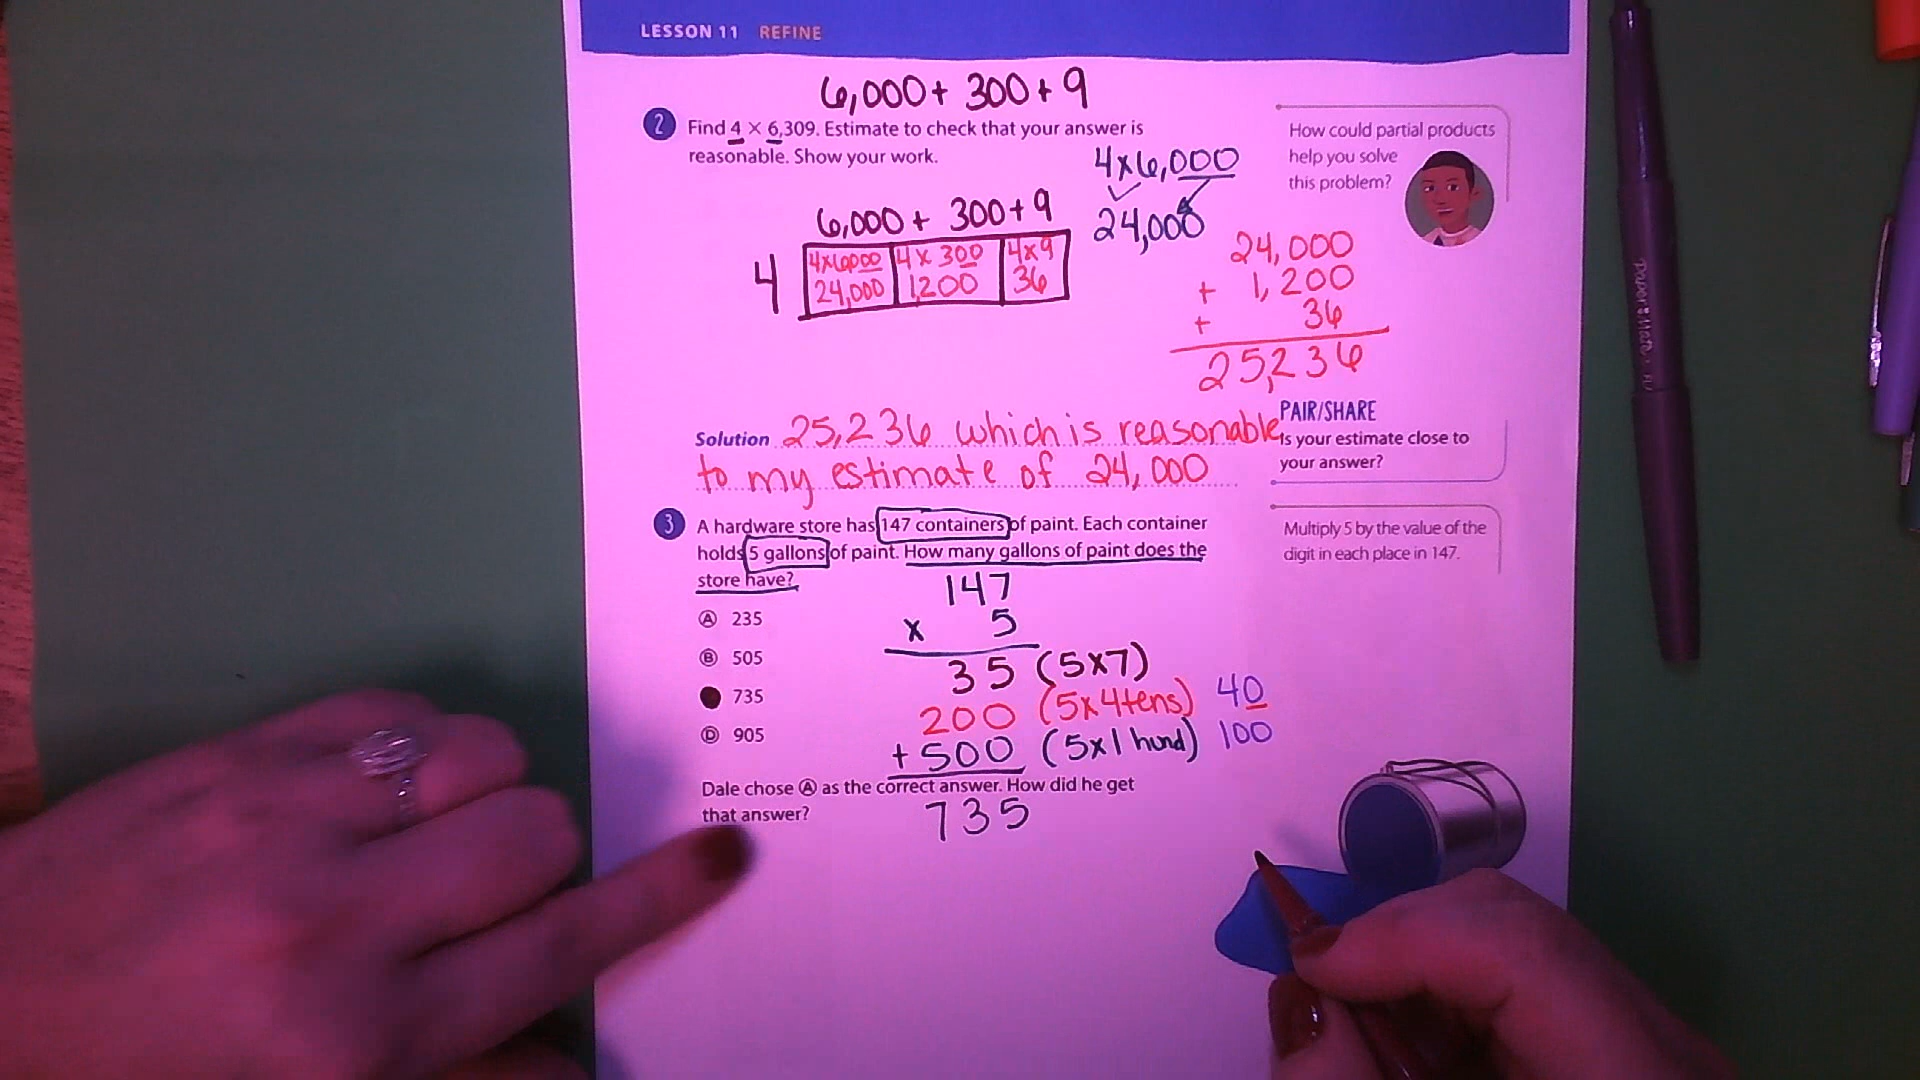 LESSON 11 REFINE
6,000 + 300 + 9
2 Find 4 × 6,309. Estimate to check that your answer is
reasonable. Show your work.
How could partial products
help you solve
this problem?
4x6,000
24,000
6,000 + 300 + 9
4
4x6,000 4 x 300 4x9
24,000 1,200 36
24,000
+ 1,200
+ 36
25,236
Solution 25,236 which is reasonable
to my estimate of 24,000
PAIR/SHARE
Is your estimate close to
your answer?
3 A hardware store has 147 containers of paint. Each container
holds 5 gallons of paint. How many gallons of paint does the
store have?
Multiply 5 by the value of the
digit in each place in 147.
A 235
B 505
735
D 905
147
x 5
35 (5x7)
200 (5x4tens) 40
+ 500 (5x1 hund) 100
735
Dale chose A as the correct answer. How did he get
that answer?
paper:mate